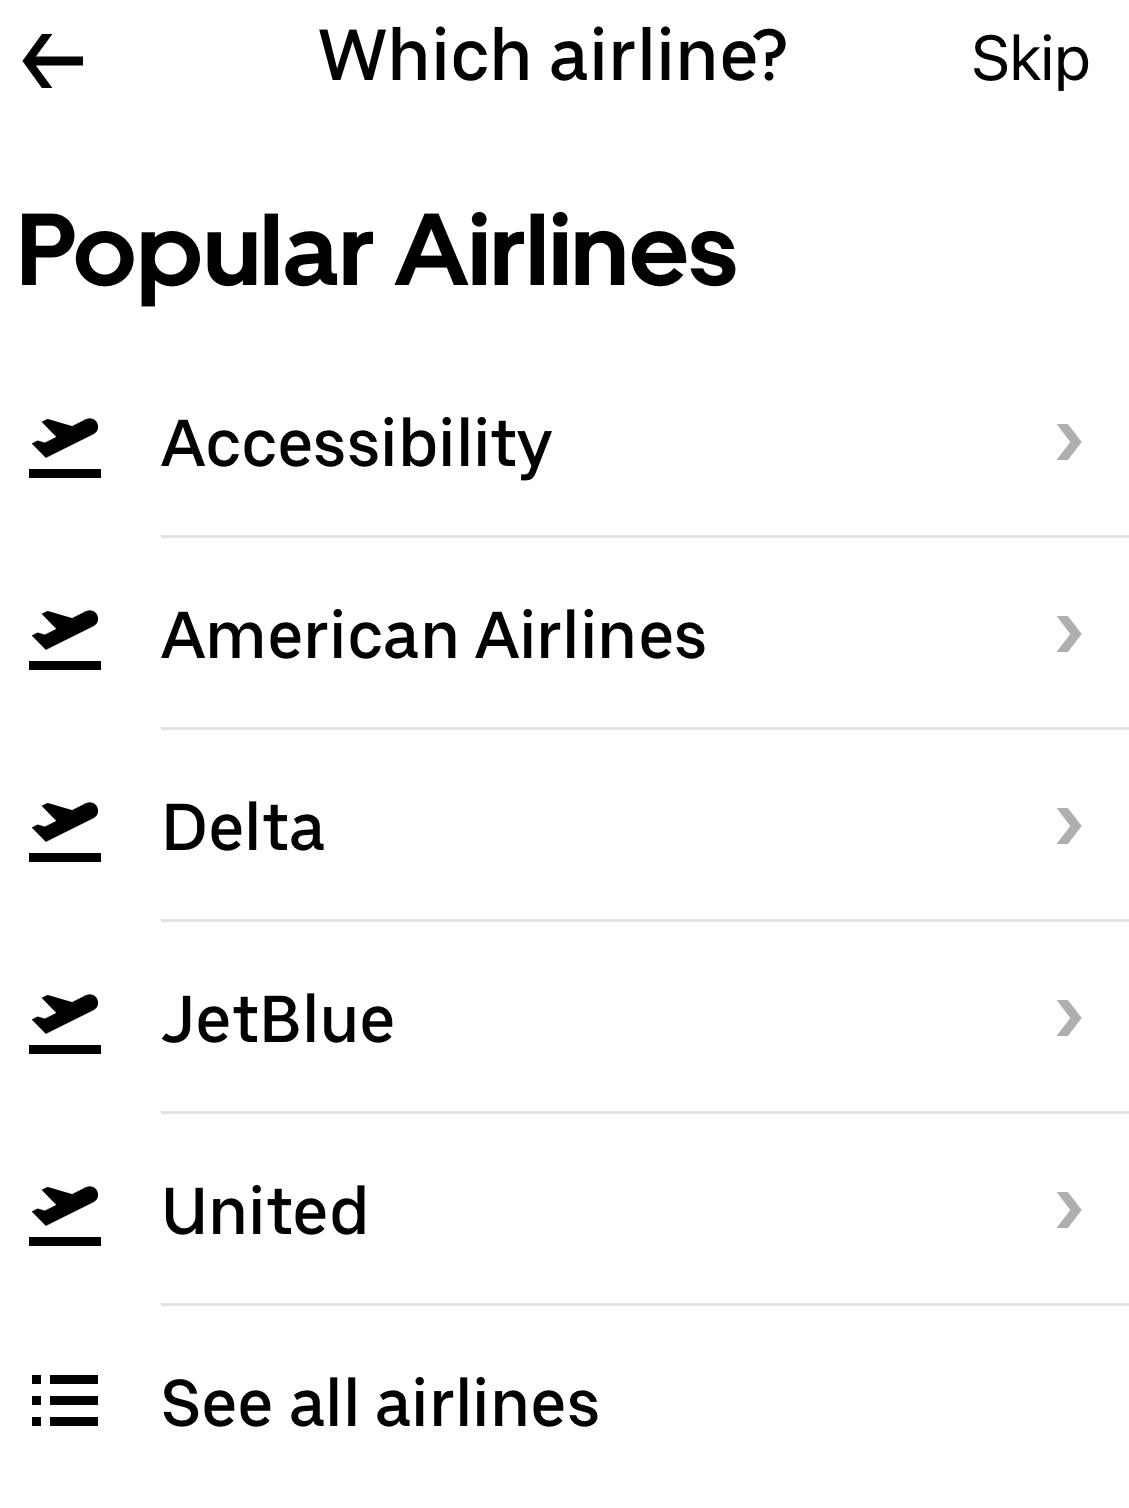 Which airline?
Skip
Popular Airlines
Accessibility
American Airlines
Delta
JetBlue
United
See all airlines